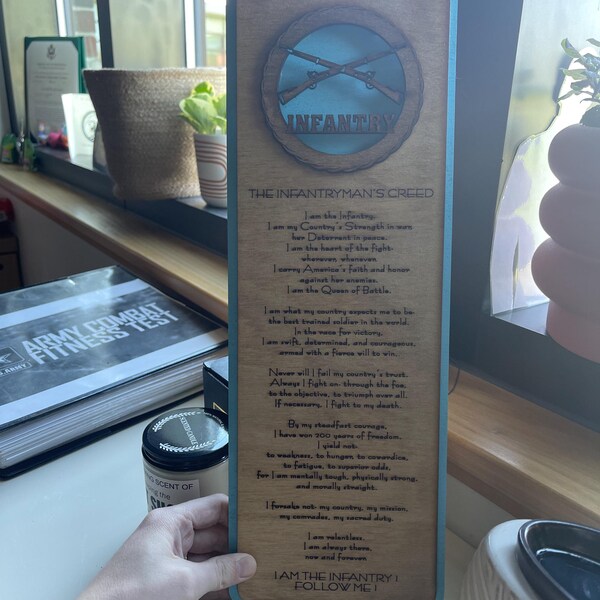 INFANTRY
THE INFANTRYMAN'S CREED
I am the Infantry.
I am my Country's Strength in war,
her Deterrent in peace.
I am the heart of the fight-
wherever, whenever.
I carry America's faith and honor
against her enemies.
I am the Queen of Battle.
I am what my country expects me to be-
the best trained soldier in the world.
In the race for victory,
I am swift, determined, and courageous,
armed with a fierce will to win.
Never will I fail my country's trust.
Always I fight on- through the foe,
to the objective, to triumph over all.
If necessary, I fight to my death.
By my steadfast courage,
I have won 200 years of freedom.
I yield not-
to weakness, to hunger, to cowardice,
to fatigue, to superior odds,
for I am mentally tough, physically strong,
and morally straight.
I forsake not- my country, my mission,
my comrades, my sacred duty.
I am relentless.
I am always there,
now and forever.
I AM THE INFANTRY!
FOLLOW ME!
ARMY COMBAT
FITNESS TEST
ARMY
SCENT OF
the